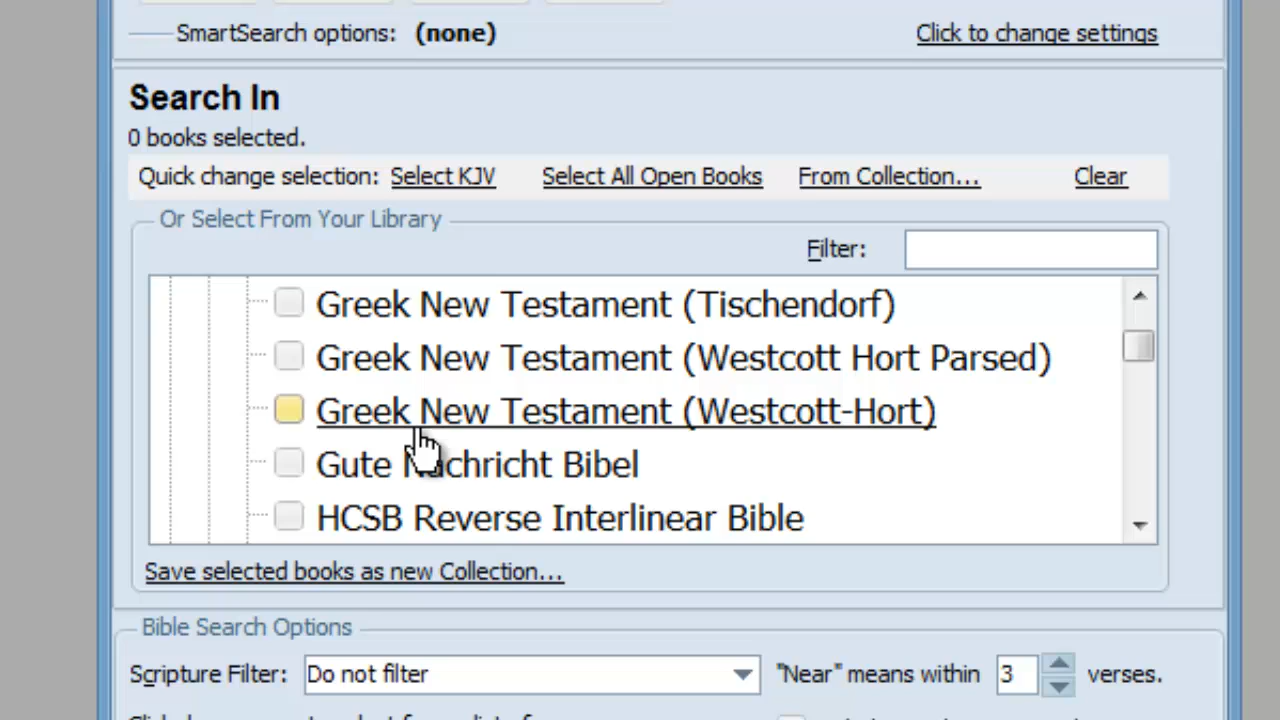 SmartSearch options: (none) Click to change settings
Search In
0 books selected.
Quick change selection: Select KJV Select All Open Books From Collection... Clear
Or Select From Your Library
Filter:
Greek New Testament (Tischendorf)
Greek New Testament (Westcott Hort Parsed)
Greek New Testament (Westcott-Hort)
Gute Nachricht Bibel
HCSB Reverse Interlinear Bible
Save selected books as new Collection...
Bible Search Options
Scripture Filter: Do not filter "Near" means within 3 verses.